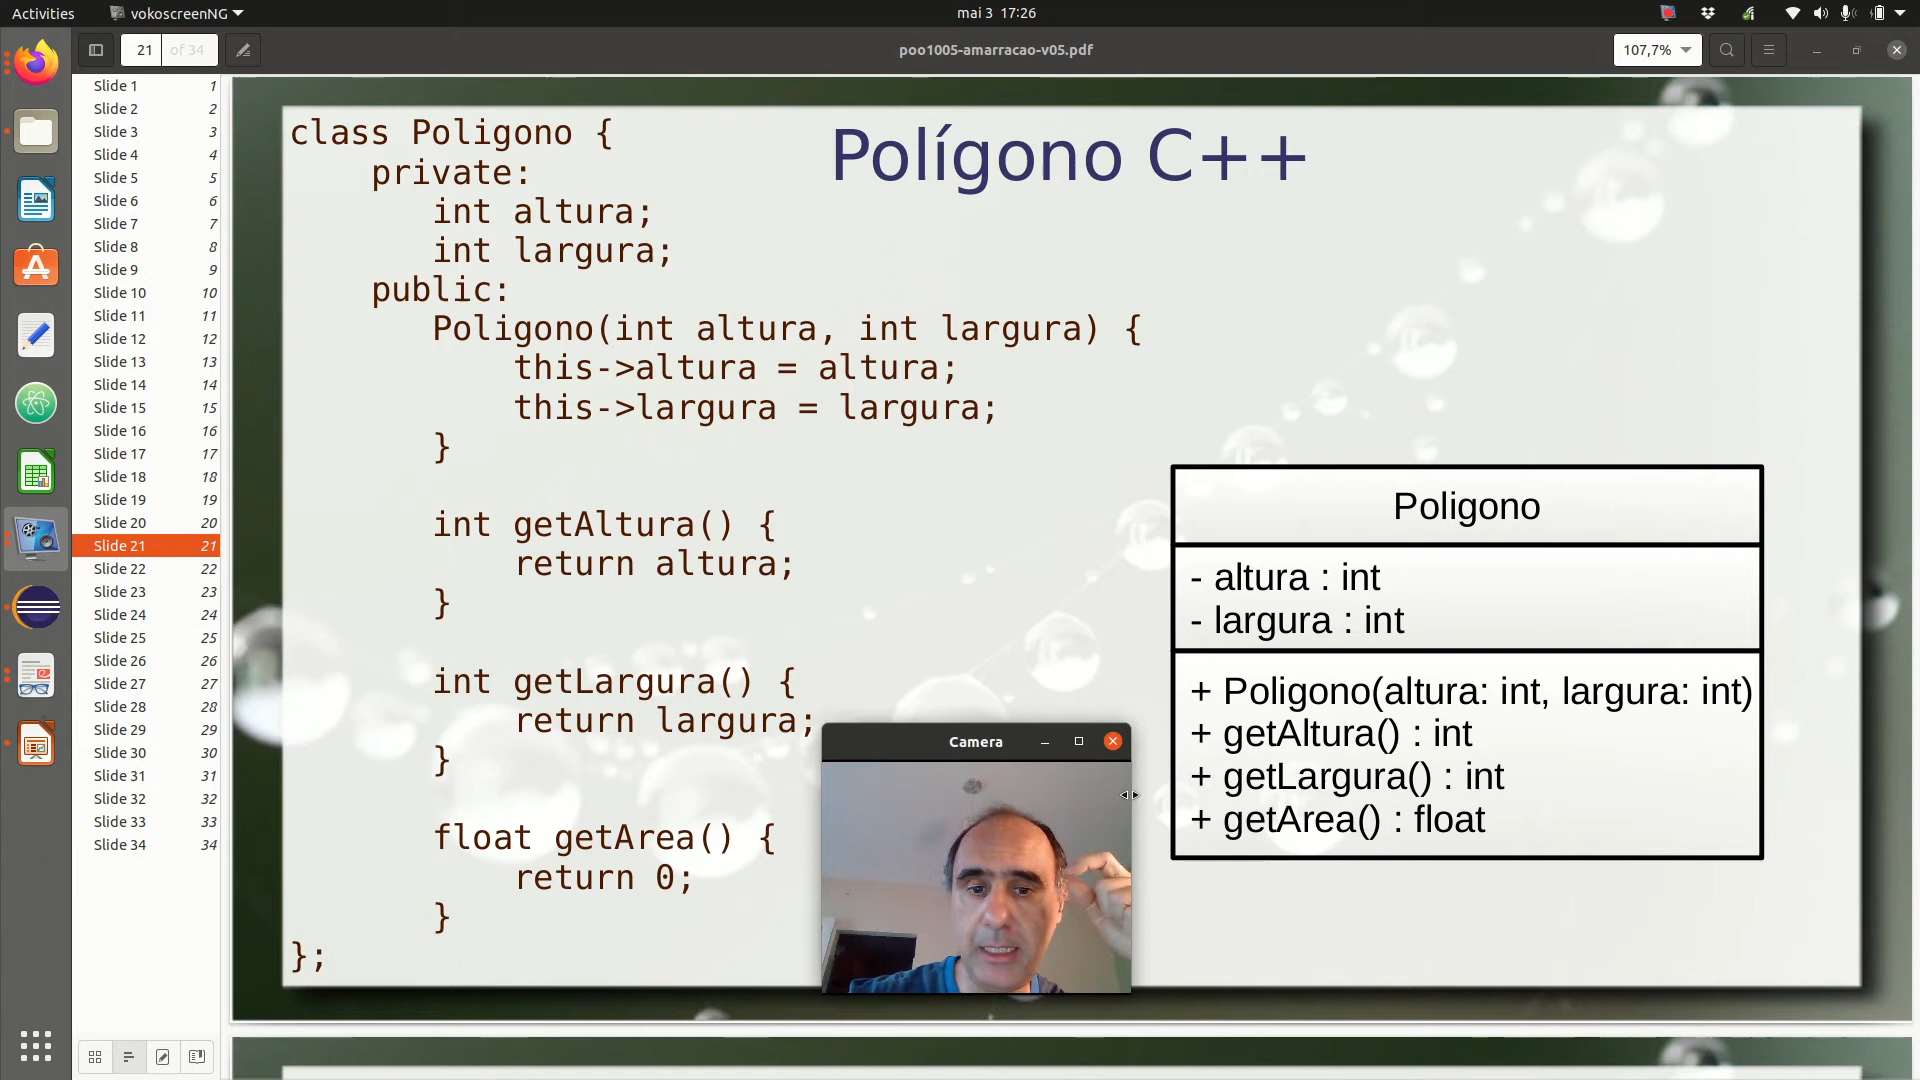 Activities
vokoscreenNG
mai 3 17:26
21 of 34
poo1005-amarracao-v05.pdf
107,7%
Slide 1 1
Slide 2 2
Slide 3 3
Slide 4 4
Slide 5 5
Slide 6 6
Slide 7 7
Slide 8 8
Slide 9 9
Slide 10 10
Slide 11 11
Slide 12 12
Slide 13 13
Slide 14 14
Slide 15 15
Slide 16 16
Slide 17 17
Slide 18 18
Slide 19 19
Slide 20 20
Slide 21 21
Slide 22 22
Slide 23 23
Slide 24 24
Slide 25 25
Slide 26 26
Slide 27 27
Slide 28 28
Slide 29 29
Slide 30 30
Slide 31 31
Slide 32 32
Slide 33 33
Slide 34 34
Polígono C++
class Poligono {
    private:
       int altura;
       int largura;
    public:
       Poligono(int altura, int largura) {
           this->altura = altura;
           this->largura = largura;
       }

       int getAltura() {
           return altura;
       }

       int getLargura() {
           return largura;
       }

       float getArea() {
           return 0;
       }
};
Camera
Poligono
- altura : int
- largura : int
+ Poligono(altura: int, largura: int)
+ getAltura() : int
+ getLargura() : int
+ getArea() : float